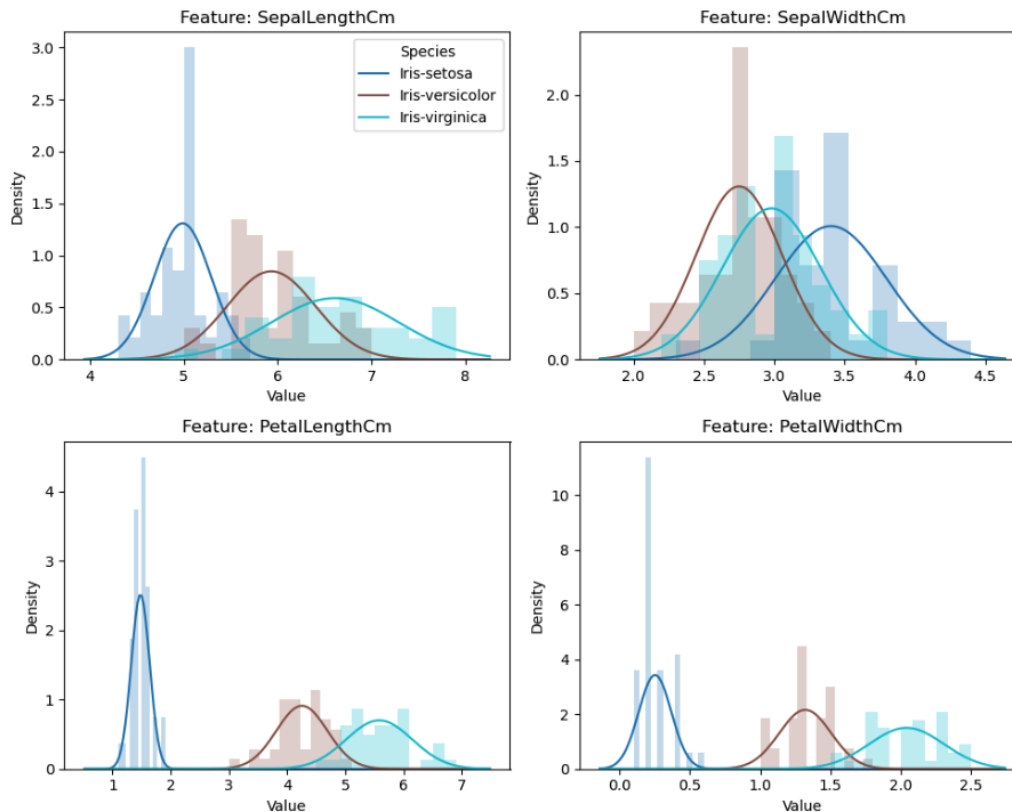 Feature: SepalLengthCm
3.0
2.5
2.0
1.5
1.0
0.5
0.0
Density
4
5
6
7
8
Value
Species
Iris-setosa
Iris-versicolor
Iris-virginica
Feature: SepalWidthCm
2.0
1.5
1.0
0.5
0.0
Density
2.0
2.5
3.0
3.5
4.0
4.5
Value
Feature: PetalLengthCm
4
3
2
1
0
Density
1
2
3
4
5
6
7
Value
Feature: PetalWidthCm
10
8
6
4
2
0
Density
0.0
0.5
1.0
1.5
2.0
2.5
Value